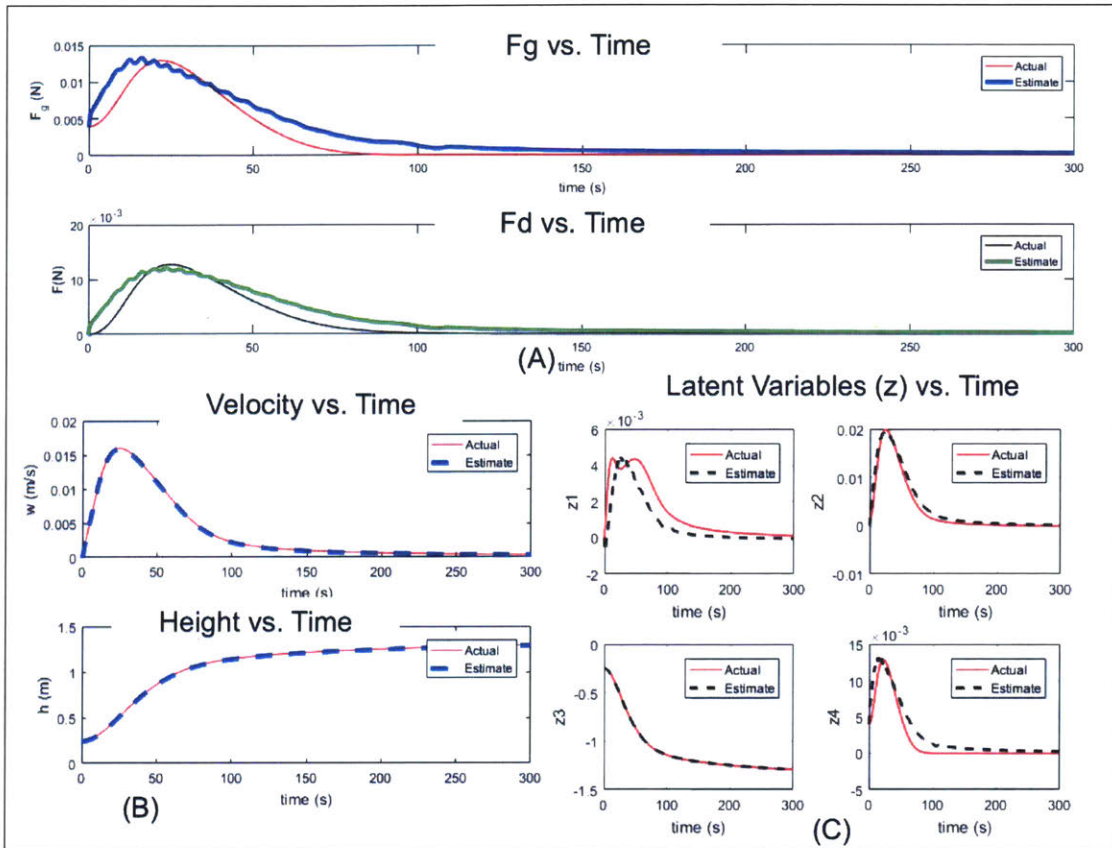 Fg vs. Time
F_g (N)
0.015
0.01
0.005
0
Actual
Estimate
0 50 100 150 200 250 300
time (s)
Fd vs. Time
× 10^-3
F(N)
20
10
0
Actual
Estimate
0 50 100 150 200 250 300
(A) time (s)
Velocity vs. Time
w (m/s)
0.02
0.015
0.01
0.005
0
Actual
Estimate
0 50 100 150 200 250 300
time (s)
Height vs. Time
h (m)
1.5
1
0.5
0
Actual
Estimate
0 50 100 150 200 250 300
time (s)
(B)
Latent Variables (z) vs. Time
×10^-3
z1
6
4
2
0
-2
Actual
Estimate
0 100 200 300
time (s)
z2
0.02
0.01
0
-0.01
Actual
Estimate
0 100 200 300
time (s)
z3
0
-0.5
-1
-1.5
Actual
Estimate
0 100 200 300
time (s)
×10^-3
z4
15
10
5
0
-5
Actual
Estimate
0 100 200 300
time (s)
(C)